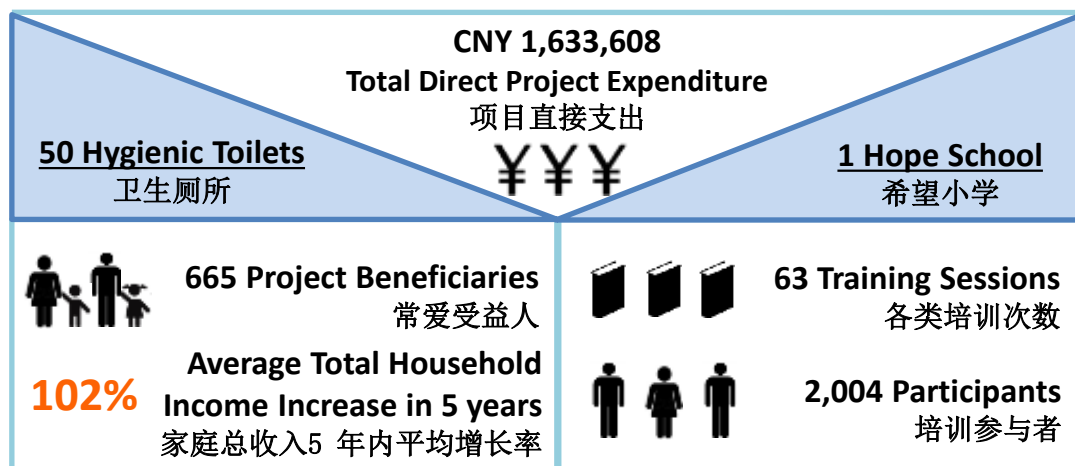 CNY 1,633,608
Total Direct Project Expenditure
项目直接支出
¥ ¥ ¥
50 Hygienic Toilets
卫生厕所
1 Hope School
希望小学
665 Project Beneficiaries
常爱受益人
102%
Average Total Household
Income Increase in 5 years
家庭总收入5 年内平均增长率
63 Training Sessions
各类培训次数
2,004 Participants
培训参与者